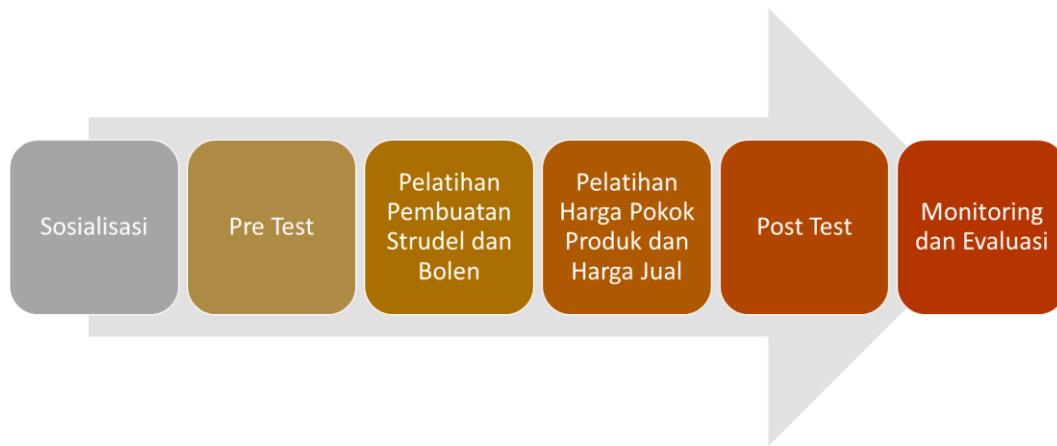 Sosialisasi
Pre Test
Pelatihan
Pembuatan
Strudel dan
Bolen
Pelatihan
Harga Pokok
Produk dan
Harga Jual
Post Test
Monitoring
dan Evaluasi